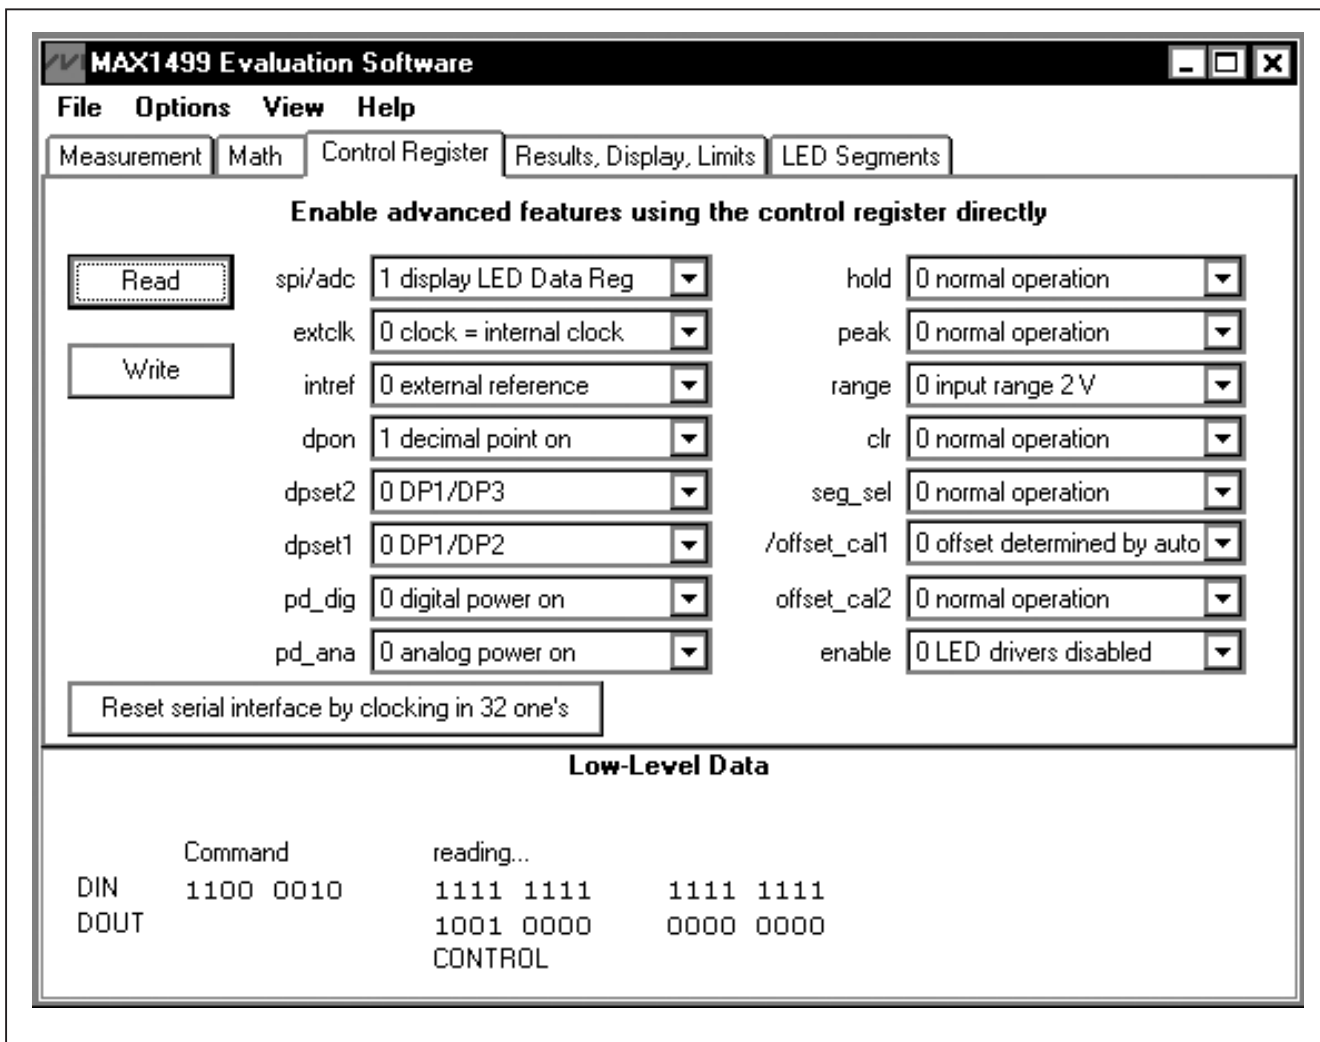 MAX1499 Evaluation Software
File Options View Help
Measurement Math Control Register Results, Display, Limits LED Segments
Enable advanced features using the control register directly
Read spi/adc 1 display LED Data Reg hold 0 normal operation
extclk 0 clock = internal clock peak 0 normal operation
Write intref 0 external reference range 0 input range 2 V
dpon 1 decimal point on clr 0 normal operation
dpset2 0 DP1/DP3 seg_sel 0 normal operation
dpset1 0 DP1/DP2 /offset_cal1 0 offset determined by auto
pd_dig 0 digital power on offset_cal2 0 normal operation
pd_ana 0 analog power on enable 0 LED drivers disabled
Reset serial interface by clocking in 32 one's
Low-Level Data
Command reading...
DIN 1100 0010 1111 1111 1111 1111
DOUT 1001 0000 0000 0000
CONTROL